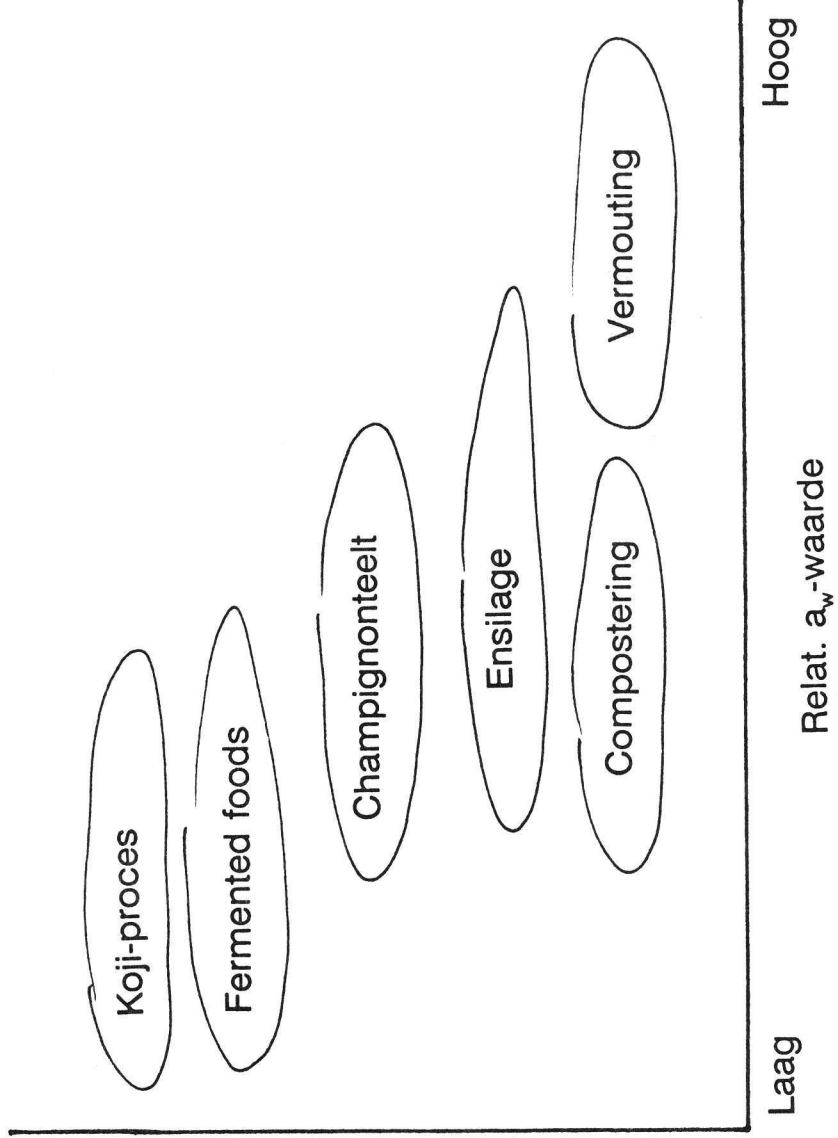 Koji-proces
Fermented foods
Champignonteelt
Ensilage
Compostering
Vermouting
Laag
Hoog
Relat. a_w-waarde